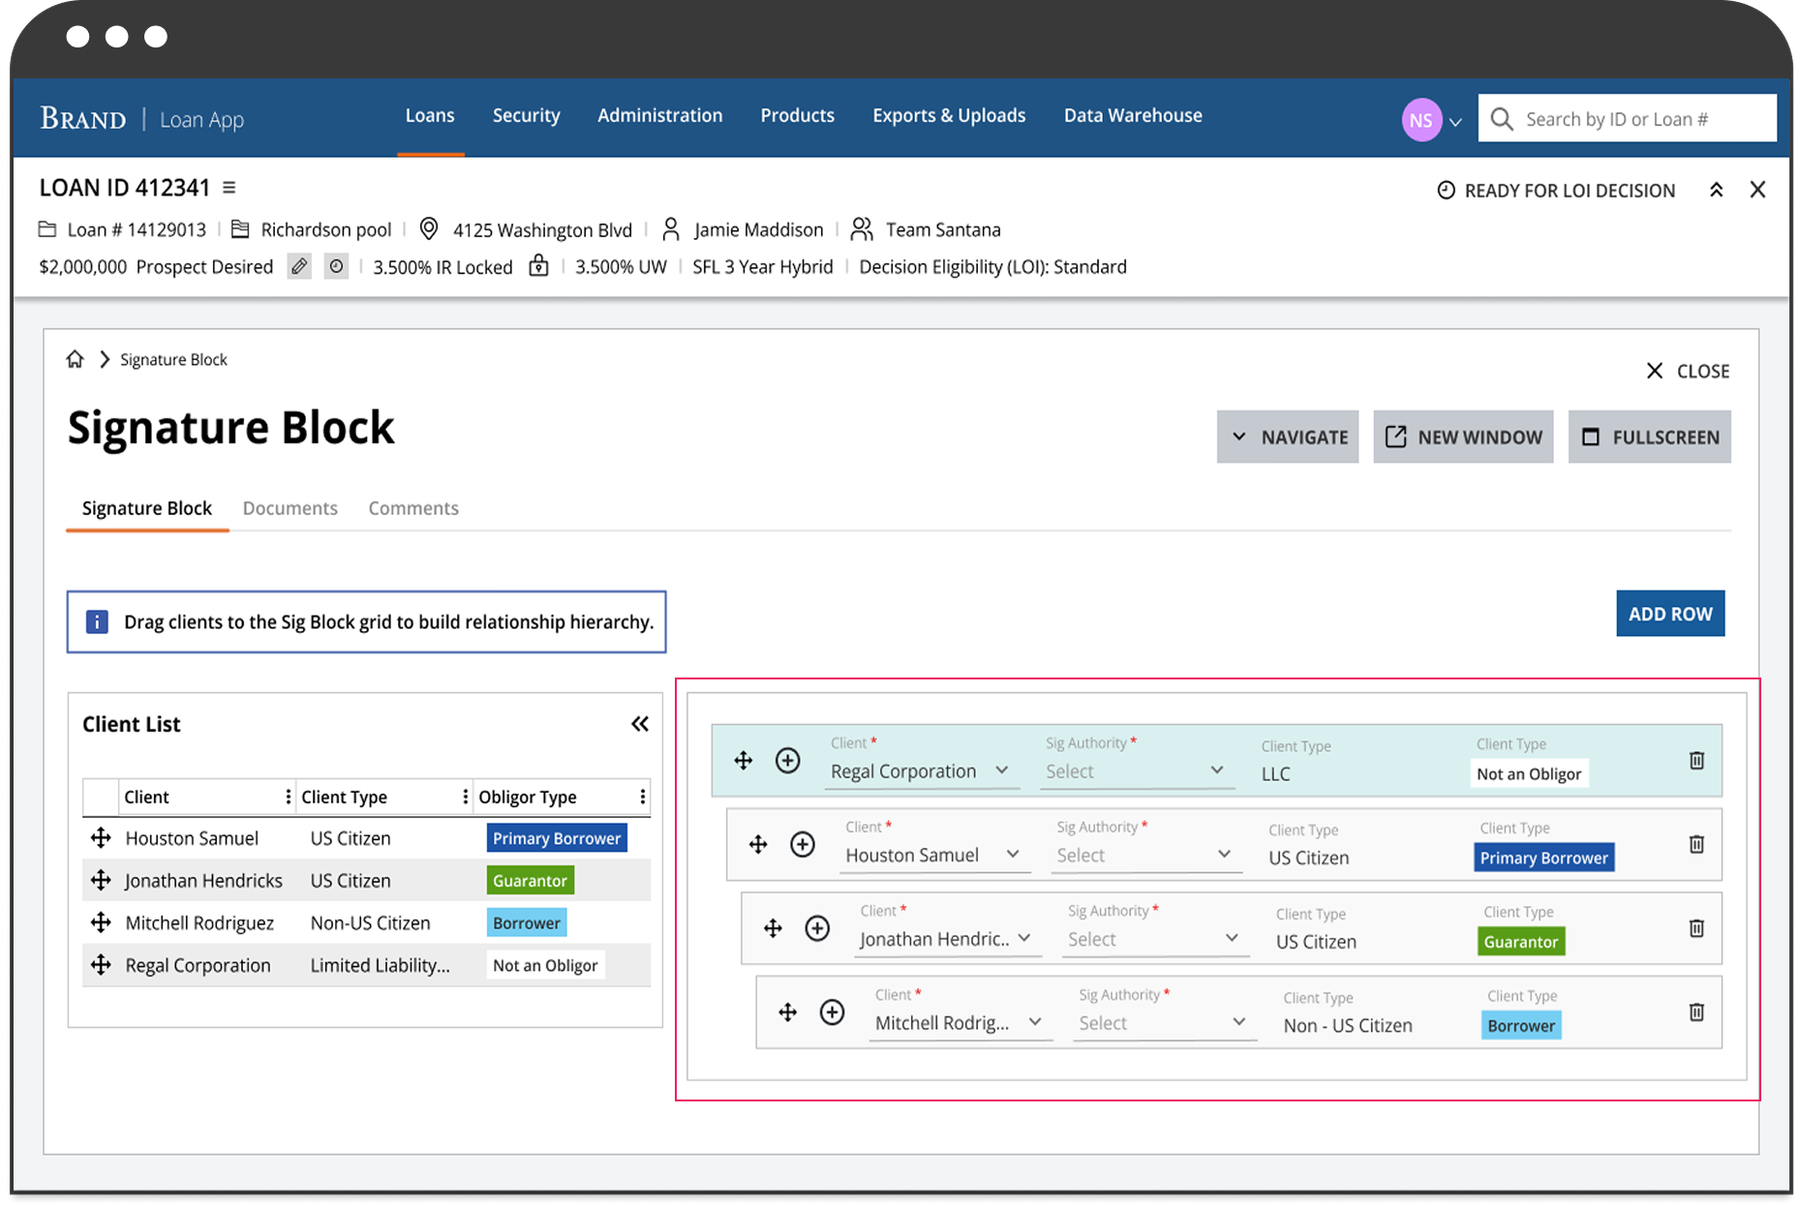 BRAND | Loan App
Loans Security Administration Products Exports & Uploads Data Warehouse
NS
Search by ID or Loan #
LOAN ID 412341
READY FOR LOI DECISION
Loan # 14129013 | Richardson pool | 4125 Washington Blvd | Jamie Maddison | Team Santana
$2,000,000 Prospect Desired | 3.500% IR Locked | 3.500% UW | SFL 3 Year Hybrid | Decision Eligibility (LOI): Standard
Signature Block
CLOSE
Signature Block
NAVIGATE NEW WINDOW FULLSCREEN
Signature Block Documents Comments
Drag clients to the Sig Block grid to build relationship hierarchy.
ADD ROW
Client List
Client Client Type Obligor Type
Houston Samuel US Citizen Primary Borrower
Jonathan Hendricks US Citizen Guarantor
Mitchell Rodriguez Non-US Citizen Borrower
Regal Corporation Limited Liability... Not an Obligor
Client * Sig Authority * Client Type Client Type
Regal Corporation Select LLC Not an Obligor
Client * Sig Authority * Client Type Client Type
Houston Samuel Select US Citizen Primary Borrower
Client * Sig Authority * Client Type Client Type
Jonathan Hendric.. Select US Citizen Guarantor
Client * Sig Authority * Client Type Client Type
Mitchell Rodrig... Select Non - US Citizen Borrower